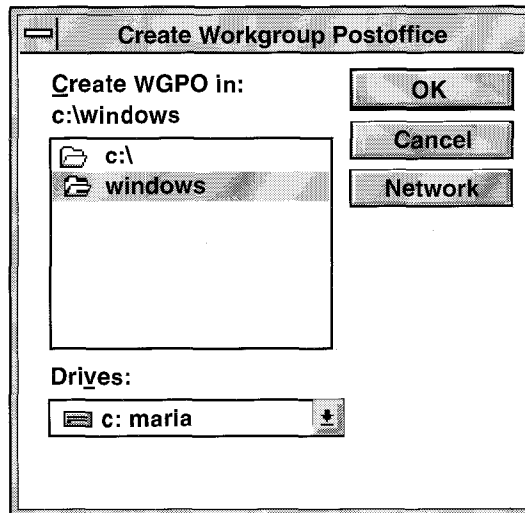 Create Workgroup Postoffice
Create WGPO in:
c:\windows
c:\
windows
Drives:
c: maria
OK
Cancel
Network